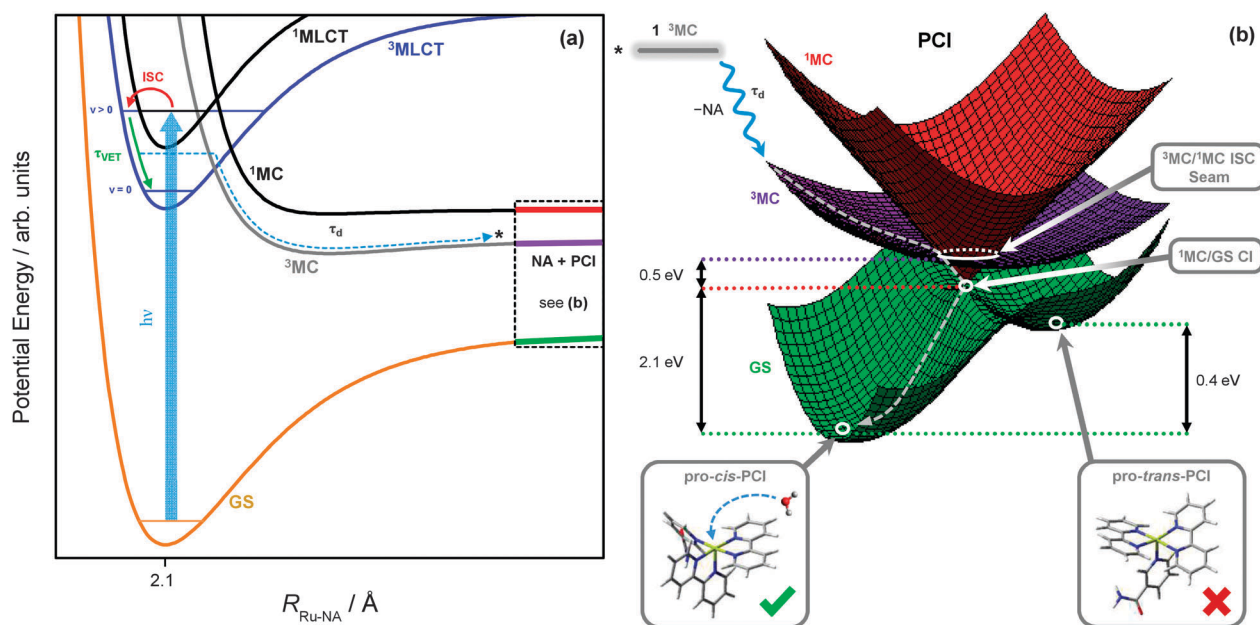 (a)
¹MLCT
³MLCT
ISC
v > 0
τVET
v = 0
¹MC
τd
*
³MC
NA + PCI
see (b)
hν
GS
Potential Energy / arb. units
2.1
RRu-NA / Å
(b)
PCI
1 ³MC
*
τd
−NA
¹MC
³MC
³MC/¹MC ISC
Seam
¹MC/GS CI
0.5 eV
2.1 eV
GS
0.4 eV
pro-cis-PCI
pro-trans-PCI